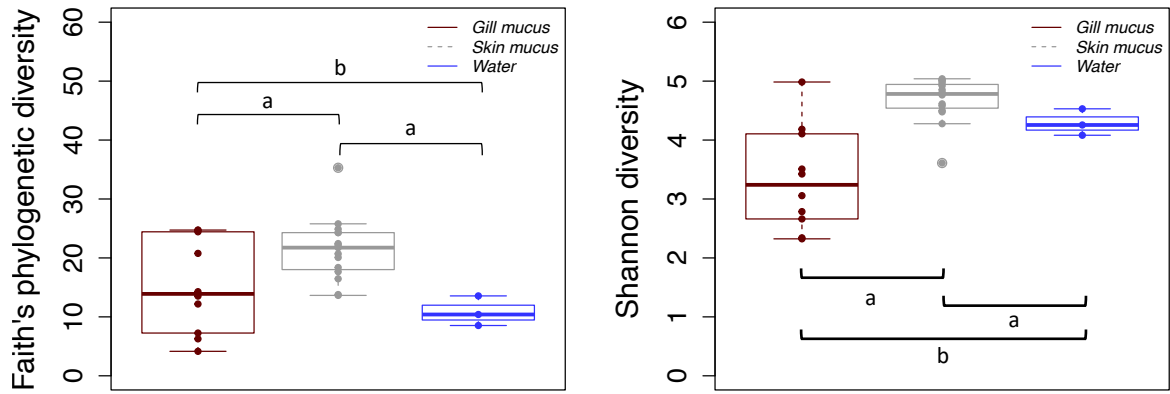 Faith's phylogenetic diversity
60
50
40
30
20
10
0
Gill mucus
Skin mucus
Water
b
a
a
Shannon diversity
6
5
4
3
2
1
0
Gill mucus
Skin mucus
Water
a
a
b